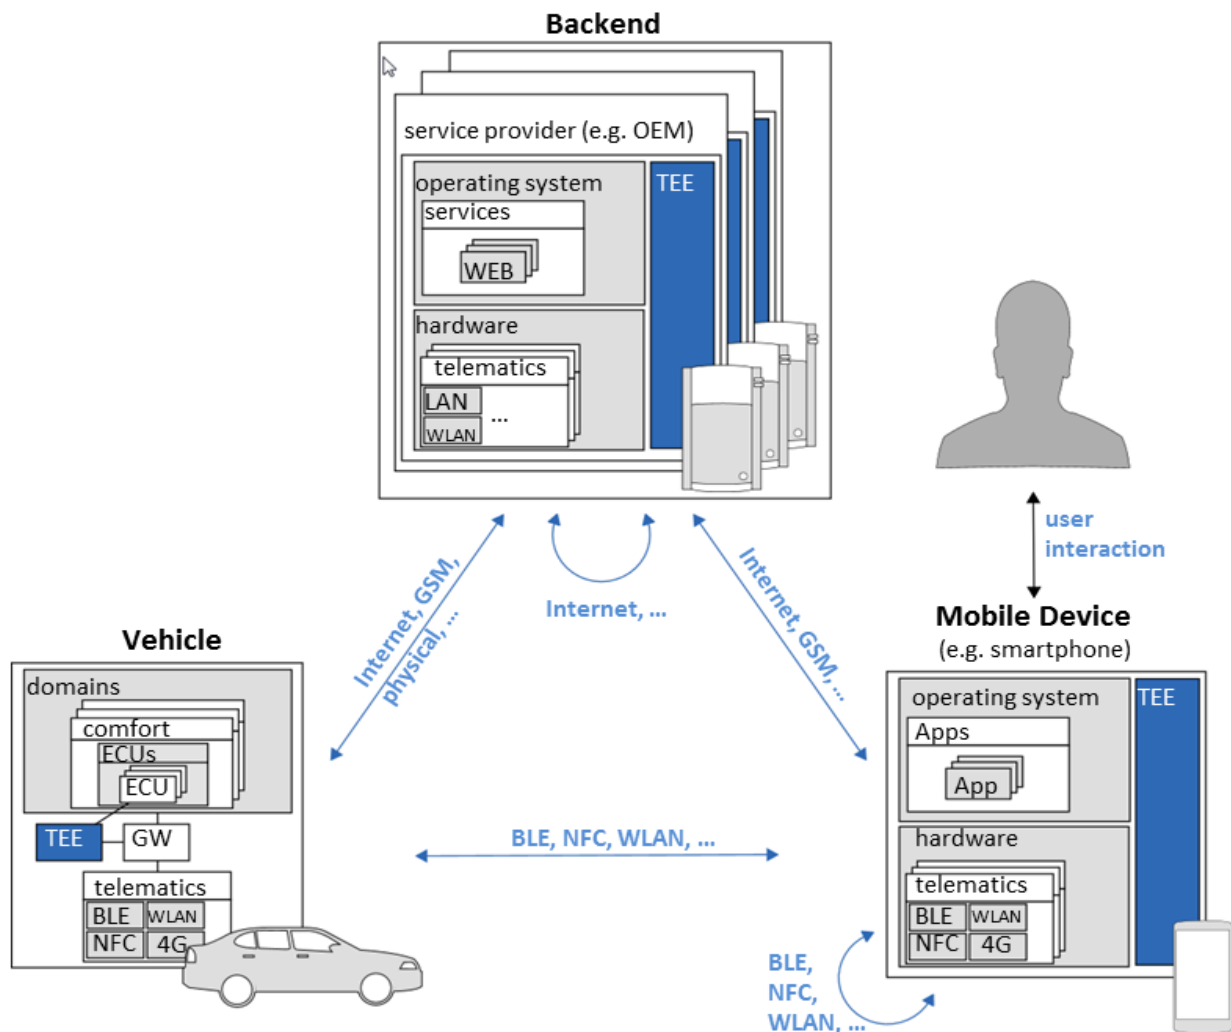 Backend
service provider (e.g. OEM)
operating system
TEE
services
WEB
hardware
telematics
LAN
...
WLAN
user
interaction
Internet, GSM,
physical, ...
Internet, ...
Internet, GSM, ...
Vehicle
domains
comfort
ECUs
ECU
TEE
GW
telematics
BLE
WLAN
NFC
4G
BLE, NFC, WLAN, ...
Mobile Device
(e.g. smartphone)
operating system
TEE
Apps
App
hardware
telematics
BLE
WLAN
NFC
4G
BLE,
NFC,
WLAN, ...